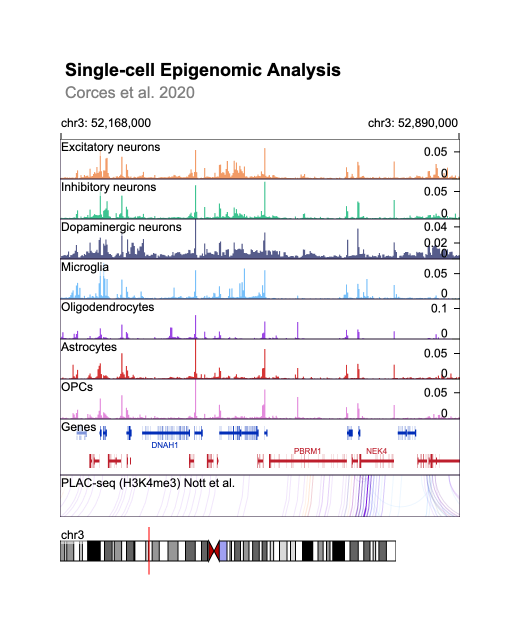 Single-cell Epigenomic Analysis
Corces et al. 2020
chr3: 52,168,000 chr3: 52,890,000
Excitatory neurons 0.05
0
Inhibitory neurons 0.05
0
Dopaminergic neurons 0.04
0.02
0
Microglia 0.05
0
Oligodendrocytes 0.1
0
Astrocytes 0.05
0
OPCs 0.05
0
Genes
DNAH1
PBRM1 NEK4
PLAC-seq (H3K4me3) Nott et al.
chr3